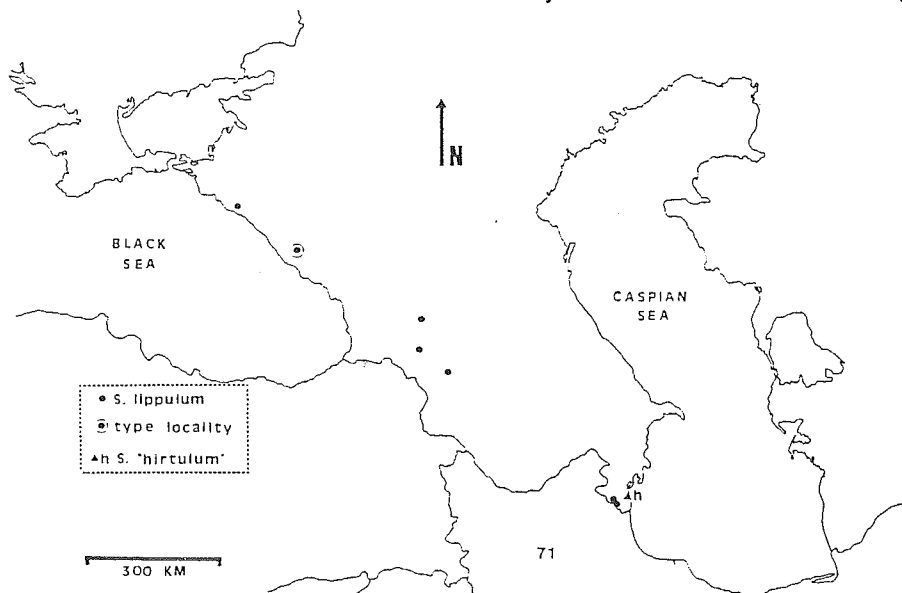 N
BLACK
SEA
CASPIAN
SEA
S. lippulum
type locality
h S. "hirtulum"
h
300 KM
71